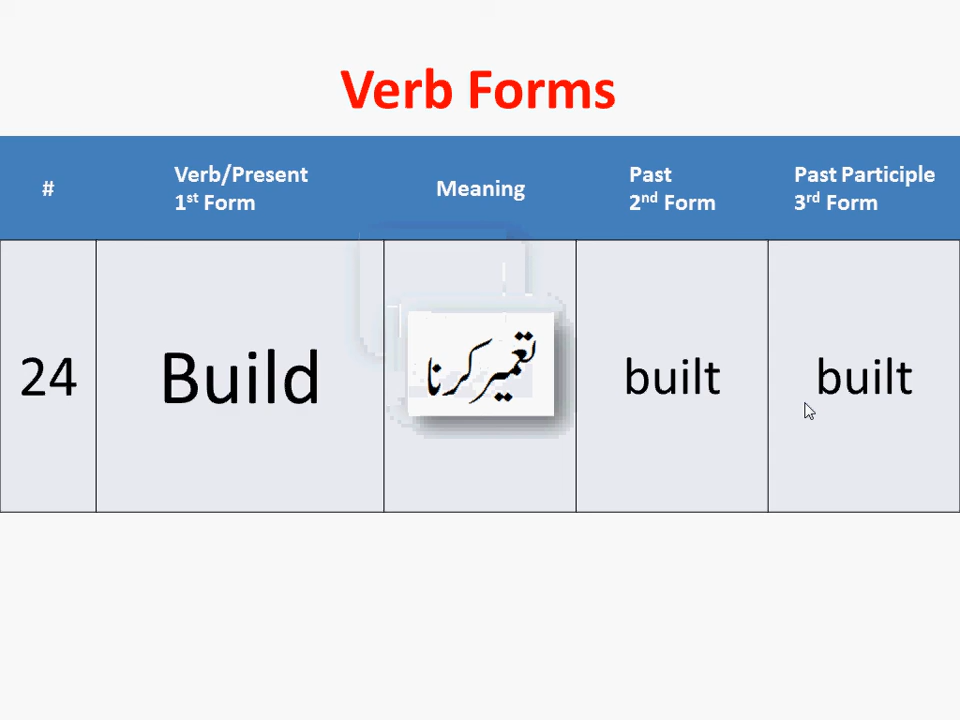 Verb Forms
#
Verb/Present
1st Form
Meaning
Past
2nd Form
Past Participle
3rd Form
24
Build
تعمیر کرنا
built
built